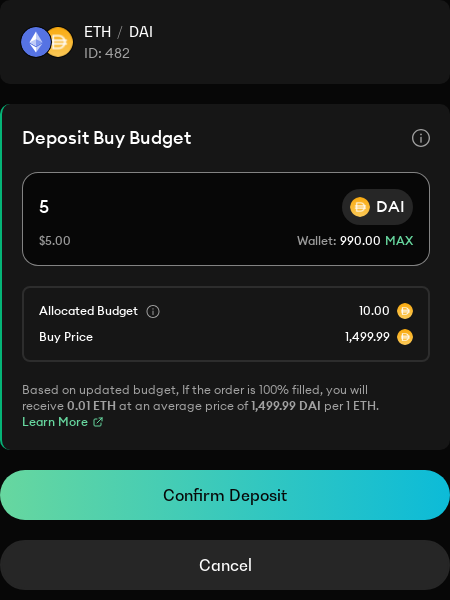 ETH / DAI
ID: 482
Deposit Buy Budget
5
DAI
$5.00
Wallet: 990.00 MAX
Allocated Budget
10.00
Buy Price
1,499.99
Based on updated budget, If the order is 100% filled, you will
receive 0.01 ETH at an average price of 1,499.99 DAI per 1 ETH.
Learn More
Confirm Deposit
Cancel